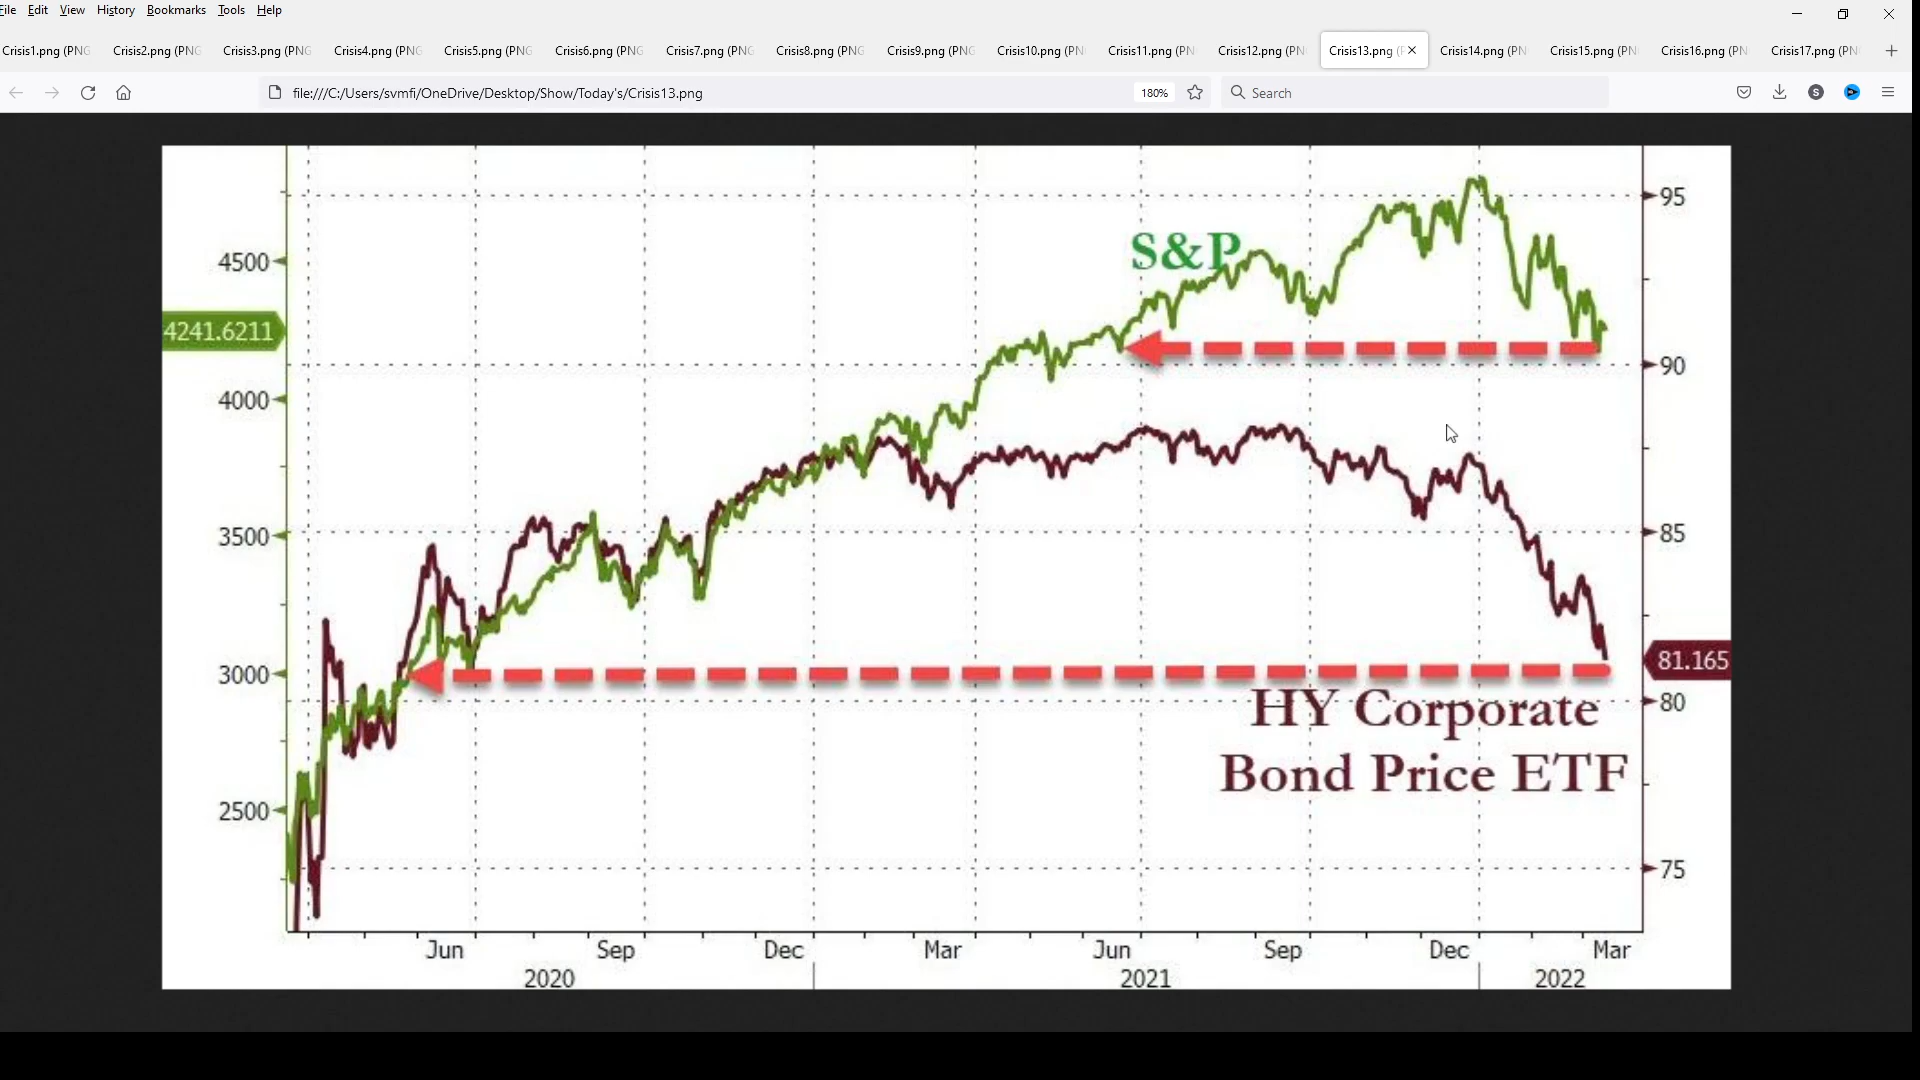 File Edit View History Bookmarks Tools Help
Crisis1.png (PNG Crisis2.png (PNG Crisis3.png (PNG Crisis4.png (PNG Crisis5.png (PNG Crisis6.png (PNG Crisis7.png (PNG Crisis8.png (PNG Crisis9.png (PNG Crisis10.png (PN Crisis11.png (PN Crisis12.png (PN Crisis13.png (P Crisis14.png (PN Crisis15.png (PN Crisis16.png (PN Crisis17.png (PN
file:///C:/Users/svmfi/OneDrive/Desktop/Show/Today's/Crisis13.png 180% Search S
95
S&P
4500
4241.6211
90
4000
3500
85
3000
81.165
80
HY Corporate
Bond Price ETF
2500
75
Jun Sep Dec Mar Jun Sep Dec Mar
2020 2021 2022